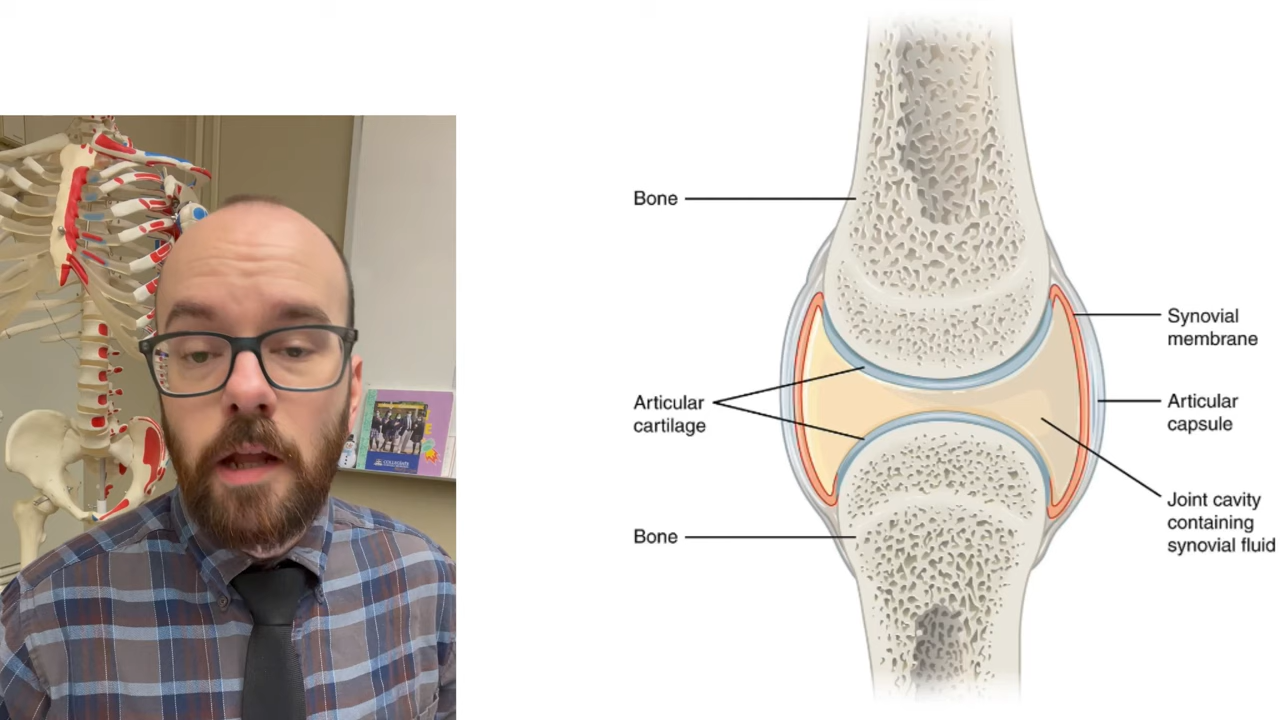 Bone
Articular
cartilage
Bone
Synovial
membrane
Articular
capsule
Joint cavity
containing
synovial fluid